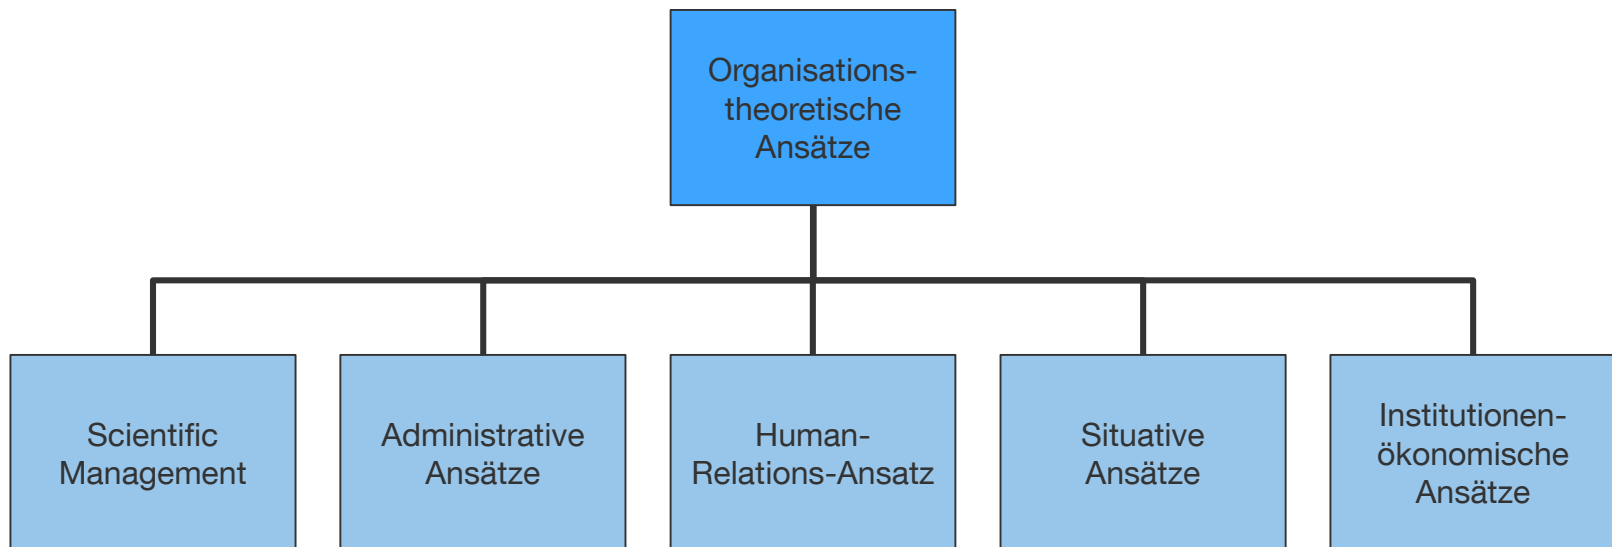 Organisations-
theoretische
Ansätze
Scientific
Management
Administrative
Ansätze
Human-
Relations-Ansatz
Situative
Ansätze
Institutionen-
ökonomische
Ansätze